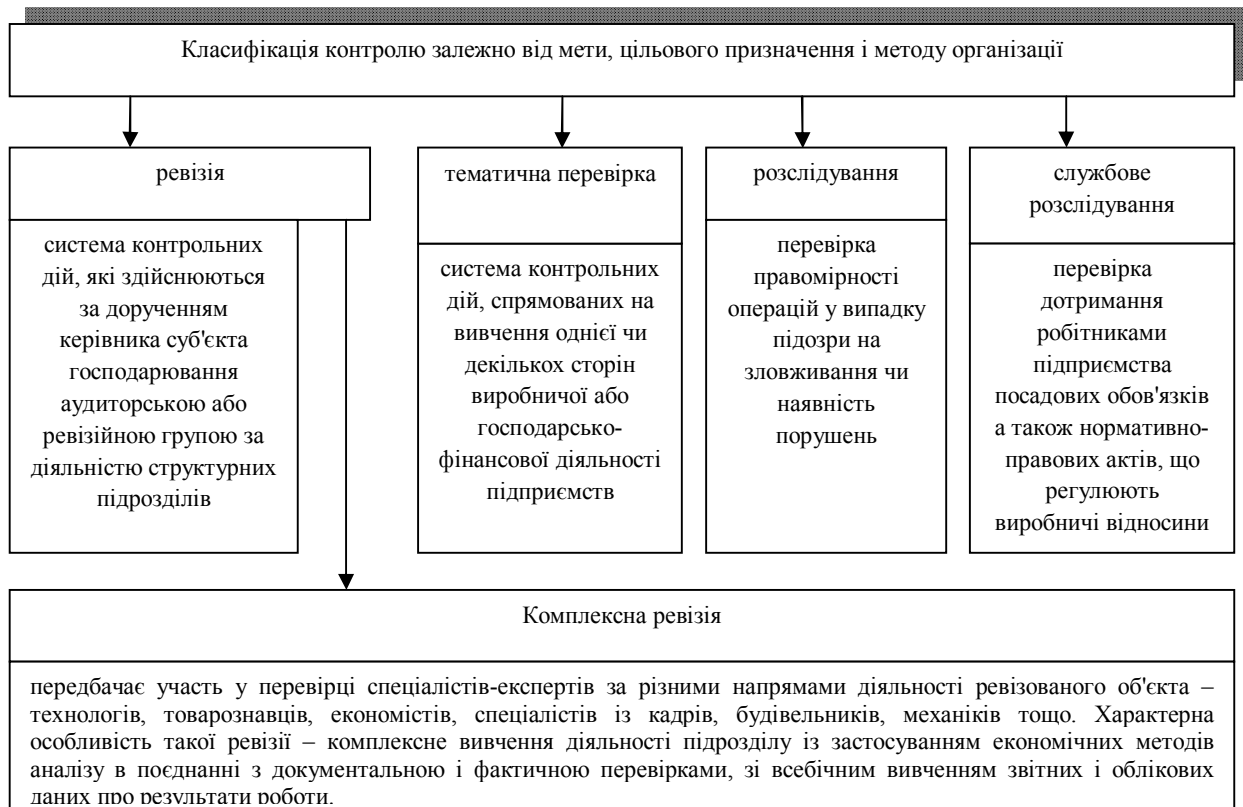 Класифікація контролю залежно від мети, цільового призначення і методу організації
ревізія
система контрольних
дій, які здійснюються
за дорученням
керівника суб'єкта
господарювання
аудиторською або
ревізійною групою за
діяльністю структурних
підрозділів
тематична перевірка
система контрольних
дій, спрямованих на
вивчення однієї чи
декількох сторін
виробничої або
господарсько-
фінансової діяльності
підприємств
розслідування
перевірка
правомірності
операцій у випадку
підозри на
зловживання чи
наявність
порушень
службове
розслідування
перевірка
дотримання
робітниками
підприємства
посадових обов'язків
а також нормативно-
правових актів, що
регулюють
виробничі відносини
Комплексна ревізія
передбачає участь у перевірці спеціалістів-експертів за різними напрямами діяльності ревізованого об'єкта –
технологів, товарознавців, економістів, спеціалістів із кадрів, будівельників, механіків тощо. Характерна
особливість такої ревізії – комплексне вивчення діяльності підрозділу із застосуванням економічних методів
аналізу в поєднанні з документальною і фактичною перевірками, зі всебічним вивченням звітних і облікових
даних про результати роботи.